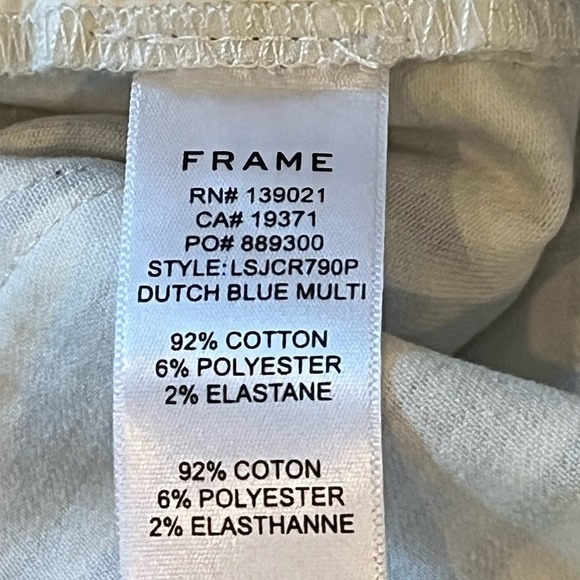 FRAME
RN# 139021
CA# 19371
PO# 889300
STYLE: LSJCR790P
DUTCH BLUE MULTI
92% COTTON
6% POLYESTER
2% ELASTANE
92% COTON
6% POLYESTER
2% ELASTHANNE